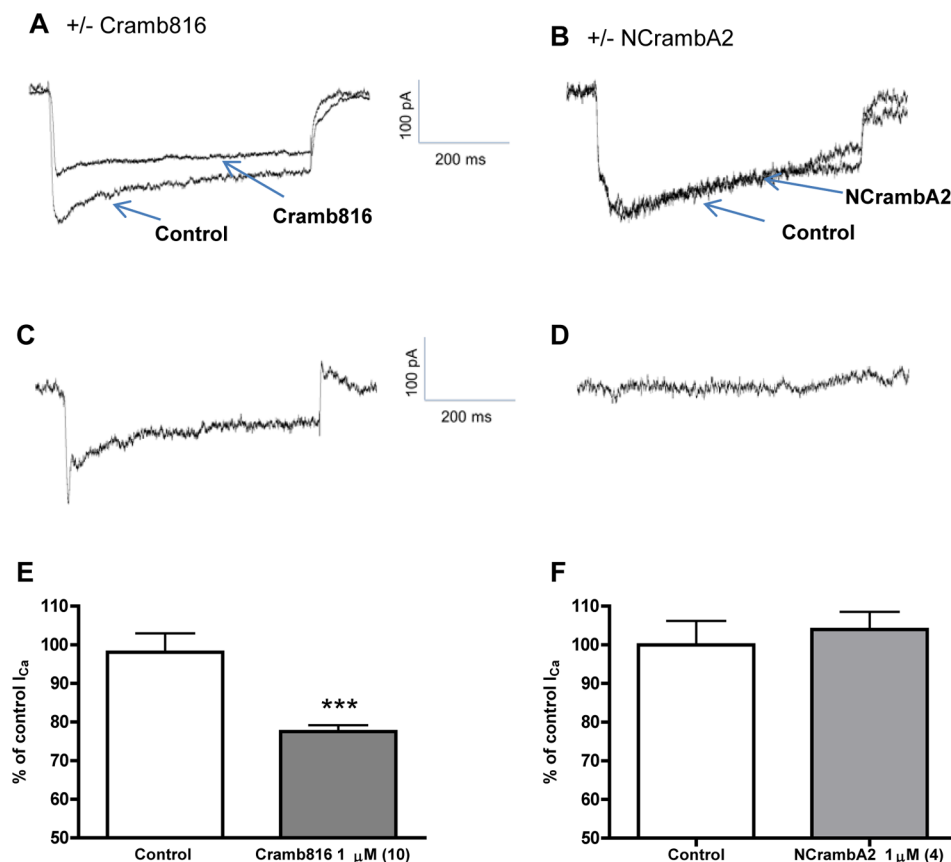 A +/- Cramb816
B +/- NCrambA2
100 pA
200 ms
Cramb816
Control
NCrambA2
Control
C
D
100 pA
200 ms
E
F
% of control ICa
110
100
90
80
70
60
50
***
Control
Cramb816 1 μM (10)
% of control ICa
110
100
90
80
70
60
50
Control
NCrambA2 1μM (4)